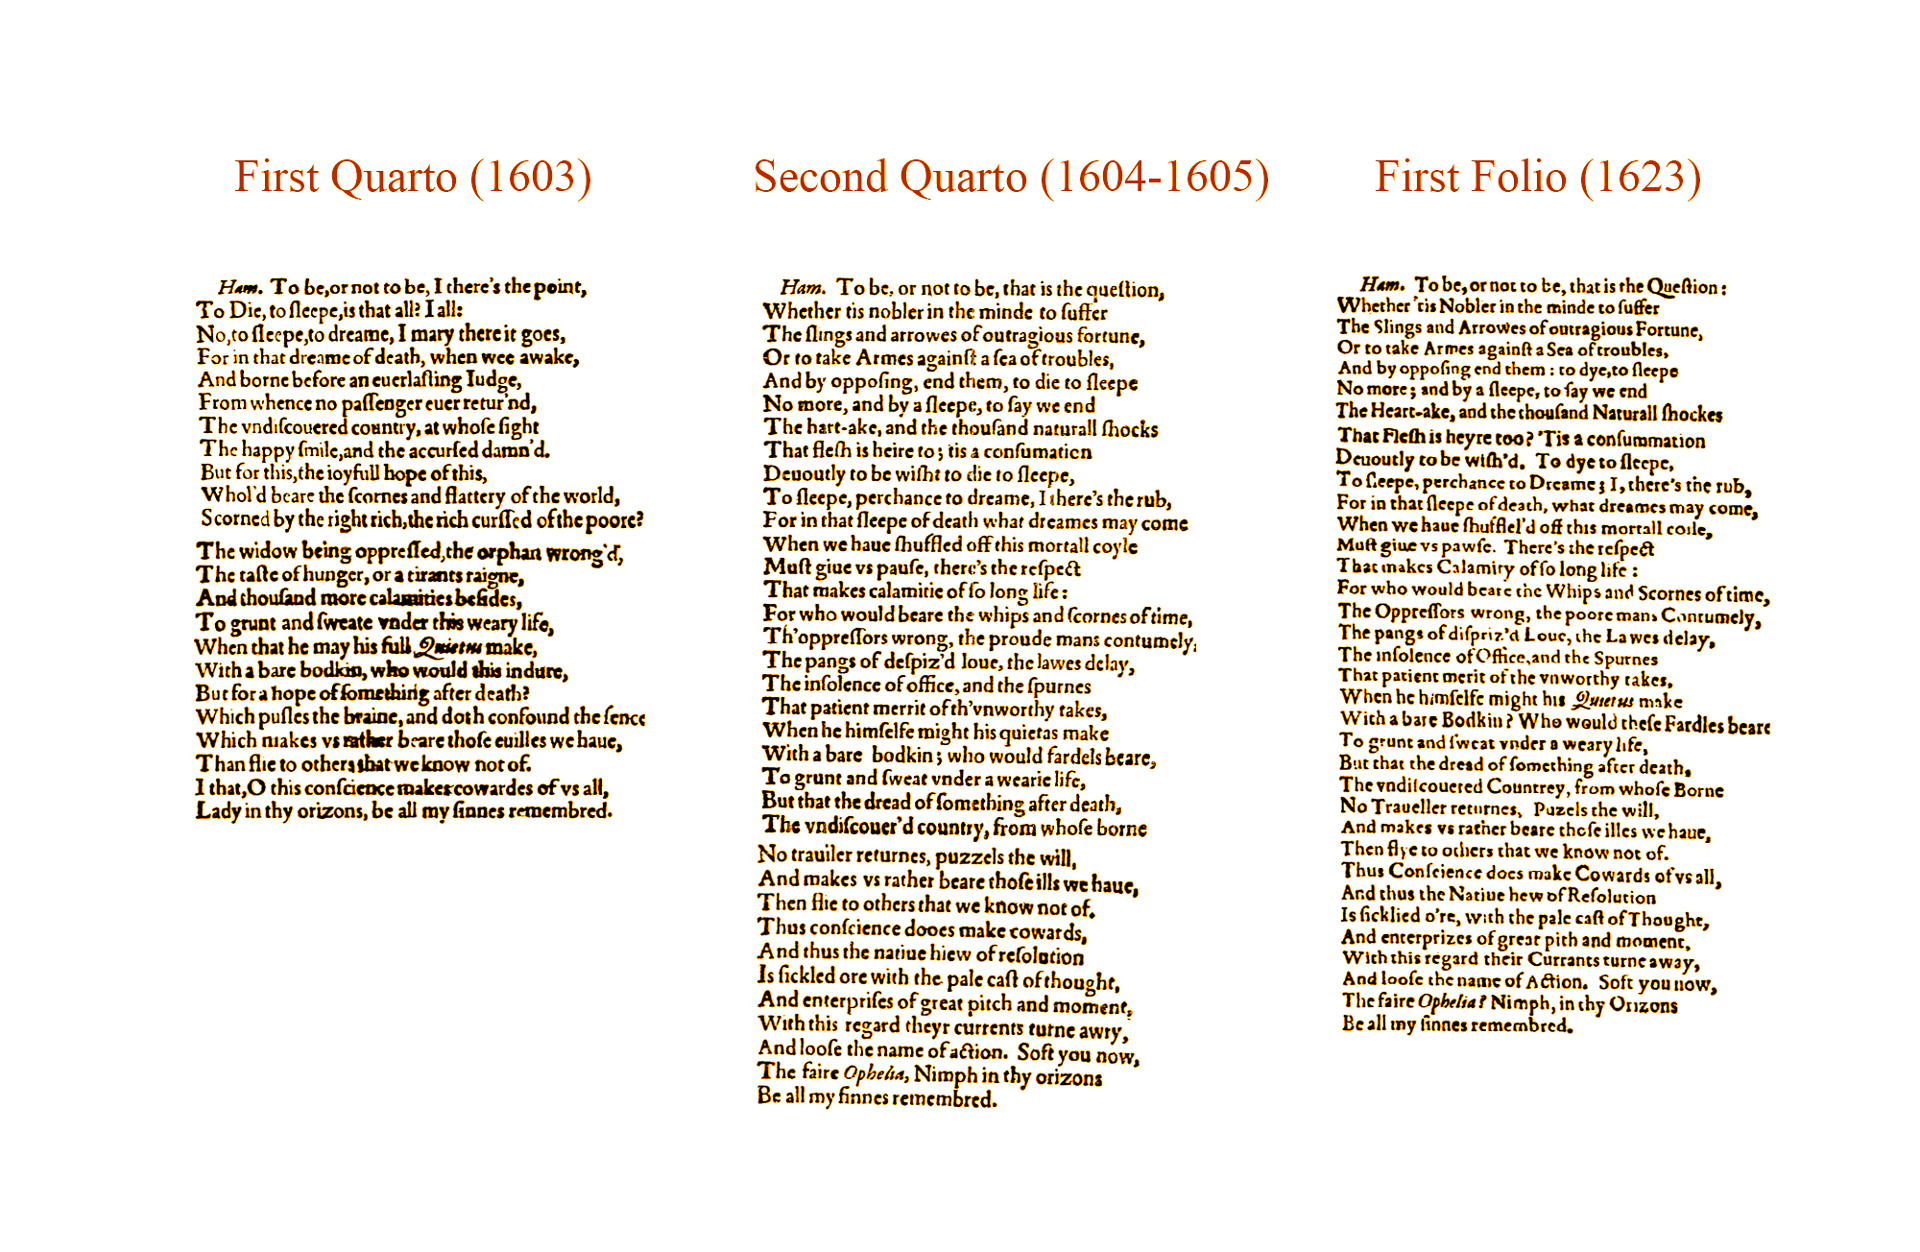 First Quarto (1603)
Ham. To be, or not to be, I there's the point,
To Die, to ſleepe, is that all? I all:
No, to ſleepe, to dreame, I mary there it goes,
For in that dreame of death, when wee awake,
And borne before an euerlaſting Iudge,
From whence no paſſenger euer retur'nd,
The vndiſcouered country, at whoſe ſight
The happy ſmile, and the accurſed damn'd.
But for this, the ioyfull hope of this,
Whol'd beare the ſcornes and flattery of the world,
Scorned by the right rich, the rich curſſed of the poore?
The widow being oppreſſed, the orphan wrong'd,
The taſte of hunger, or a tirants raigne,
And thouſand more calamities beſides,
To grunt and ſweate vnder this weary life,
When that he may his full Quietus make,
With a bare bodkin, who would this indure,
But for a hope of ſomething after death?
Which puſles the braine, and doth confound the ſence
Which makes vs rather beare thoſe euilles we haue,
Than flie to others that we know not of.
I that, O this conſcience makes cowardes of vs all,
Lady in thy orizons, be all my ſinnes remembred.
Second Quarto (1604-1605)
Ham. To be, or not to be, that is the queſtion,
Whether tis nobler in the minde to ſuffer
The ſlings and arrowes of outragious fortune,
Or to take Armes againſt a ſea of troubles,
And by oppoſing, end them, to die to ſleepe
No more, and by a ſleepe, to ſay we end
The hart-ake, and the thouſand naturall ſhocks
That fleſh is heire to; tis a conſumation
Deuoutly to be wiſht to die to ſleepe,
To ſleepe, perchance to dreame, I there's the rub,
For in that ſleepe of death what dreames may come
When we haue ſhuffled off this mortall coyle
Muſt giue vs pauſe, there's the reſpect
That makes calamitie of ſo long life:
For who would beare the whips and ſcornes of time,
Th'oppreſſors wrong, the proude mans contumely,
The pangs of deſpiz'd loue, the lawes delay,
The inſolence of office, and the ſpurnes
That patient merrit of th'vnworthy takes,
When he himſelfe might his quietas make
With a bare bodkin; who would fardels beare,
To grunt and ſweat vnder a wearie life,
But that the dread of ſomething after death,
The vndiſcouer'd country, from whoſe borne
No trauiler returnes, puzzels the will,
And makes vs rather beare thoſe ills we haue,
Then flie to others that we know not of.
Thus conſcience dooes make cowards,
And thus the natiue hiew of reſolution
Is ſickled ore with the pale caſt of thought,
And enterpriſes of great pitch and moment,
With this regard theyr currents turne awry,
And looſe the name of action. Soft you now,
The faire Ophelia, Nimph in thy orizons
Be all my ſinnes remembred.
First Folio (1623)
Ham. To be, or not to be, that is the Queſtion:
Whether 'tis Nobler in the minde to ſuffer
The Slings and Arrowes of outragious Fortune,
Or to take Armes againſt a Sea of troubles,
And by oppoſing end them: to dye, to ſleepe
No more; and by a ſleepe, to ſay we end
The Heart-ake, and the thouſand Naturall ſhockes
That Fleſh is heyre too? 'Tis a conſummation
Deuoutly to be wiſh'd. To dye to ſleepe,
To ſleepe, perchance to Dreame; I, there's the rub,
For in that ſleepe of death, what dreames may come,
When we haue ſhuffel'd off this mortall coile,
Muſt giue vs pawſe. There's the reſpect
That makes Calamity of ſo long life:
For who would beare the Whips and Scornes of time,
The Oppreſſors wrong, the poore mans Contumely,
The pangs of diſpriz'd Loue, the Lawes delay,
The inſolence of Office, and the Spurnes
That patient merit of the vnworthy takes,
When he himſelfe might his Quietus make
With a bare Bodkin? Who would theſe Fardles beare
To grunt and ſweat vnder a weary life,
But that the dread of ſomething after death,
The vndiſcouered Countrey, from whoſe Borne
No Traueller returnes, Puzels the will,
And makes vs rather beare thoſe illes we haue,
Then flye to others that we know not of.
Thus Conſcience does make Cowards of vs all,
And thus the Natiue hew of Reſolution
Is ſicklied o're, with the pale caſt of Thought,
And enterprizes of great pith and moment,
With this regard their Currants turne away,
And looſe the name of Action. Soft you now,
The faire Ophelia? Nimph, in thy Orizons
Be all my ſinnes remembred.